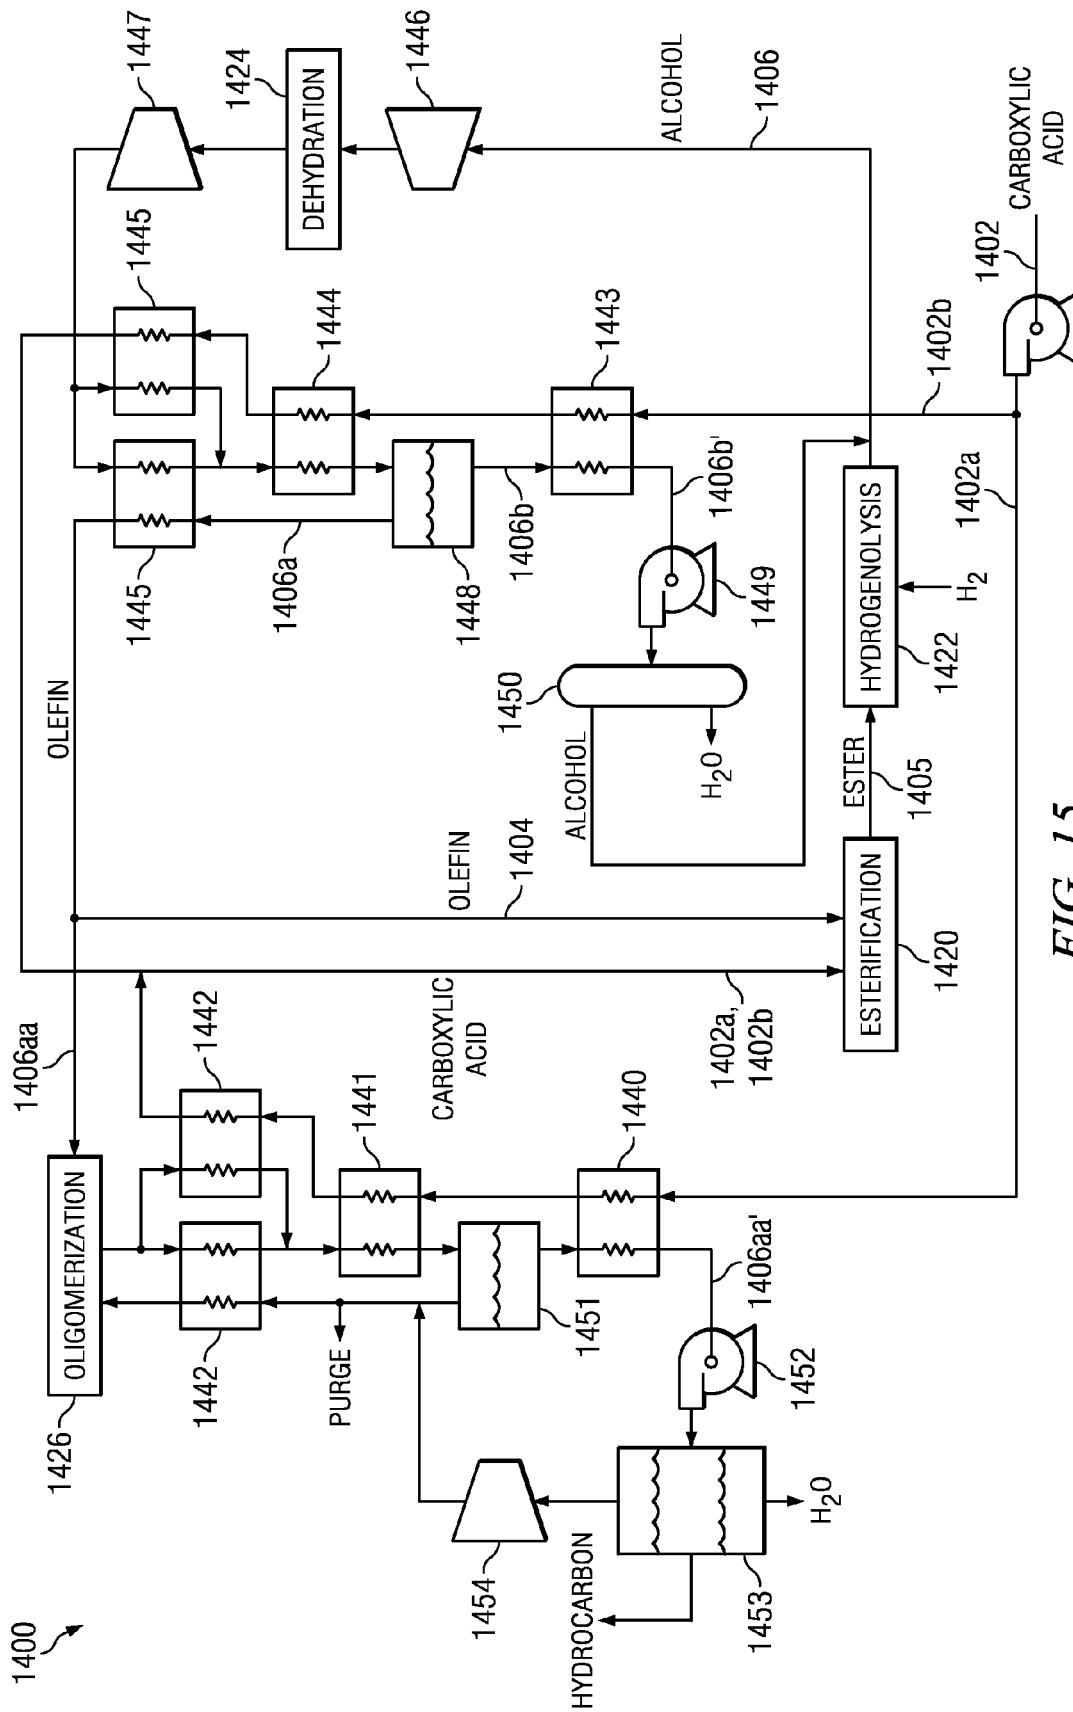 1400
1406aa
1426
OLIGOMERIZATION
OLEFIN
1447
1442
1442
1445
1445
1424
DEHYDRATION
PURGE
1441
1406a
1444
1446
CARBOXYLIC
ACID
OLEFIN
1404
1454
1451
1448
1406b
HYDROCARBON
1440
1450
ALCOHOL
1443
ALCOHOL
1406
1406aa'
1402a,
1402b
H2O
1449
1406b'
1453
H2O
1452
ESTERIFICATION
1420
ESTER
1405
HYDROGENOLYSIS
1422
H2
1402b
1402a
1402
CARBOXYLIC
ACID
FIG. 15